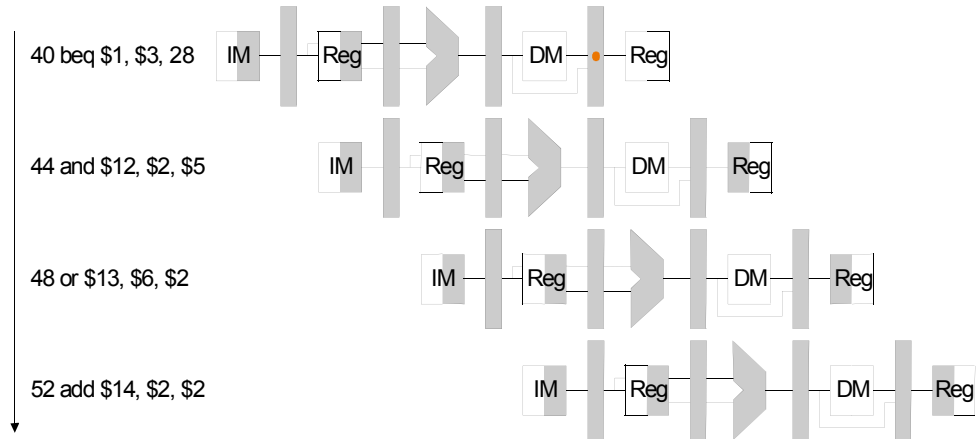 40 beq $1, $3, 28 IM Reg DM Reg
44 and $12, $2, $5 IM Reg DM Reg
48 or $13, $6, $2 IM Reg DM Reg
52 add $14, $2, $2 IM Reg DM Reg